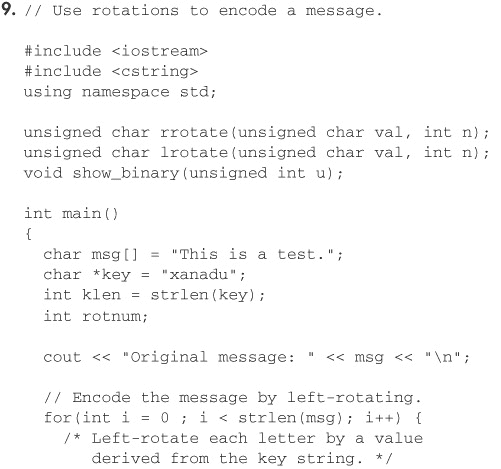 9. // Use rotations to encode a message.
#include <iostream>
#include <cstring>
using namespace std;
unsigned char rrotate(unsigned char val, int n);
unsigned char lrotate(unsigned char val, int n);
void show_binary(unsigned int u);
int main()
{
char msg[] = "This is a test.";
char *key = "xanadu";
int klen = strlen(key);
int rotnum;
cout << "Original message: " << msg << "\n";
// Encode the message by left-rotating.
for(int i = 0 ; i < strlen(msg); i++) {
/* Left-rotate each letter by a value
derived from the key string. */